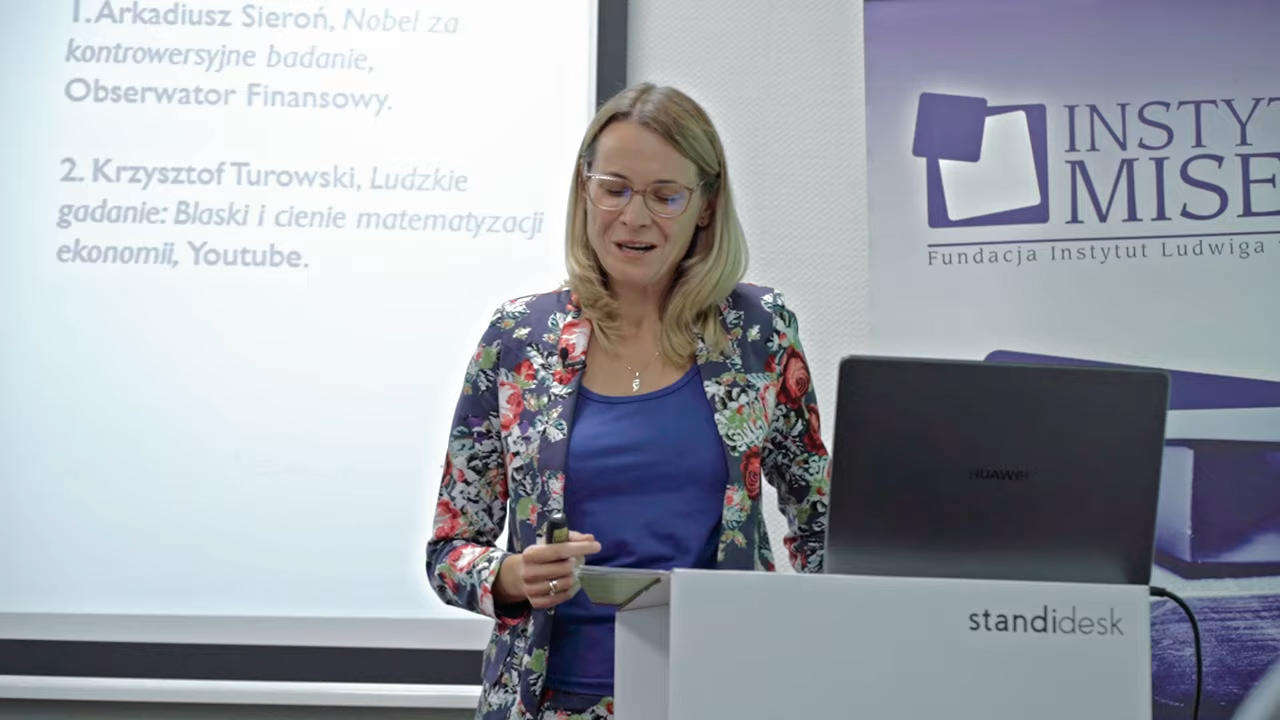 1. Arkadiusz Sieroń, Nobel za
kontrowersyjne badanie,
Obserwator Finansowy.
2. Krzysztof Turowski, Ludzkie
gadanie: Blaski i cienie matematyzacji
ekonomii, Youtube.
INSTYT
MISE
Fundacja Instytut Ludwiga
HUAWEI
standidesk